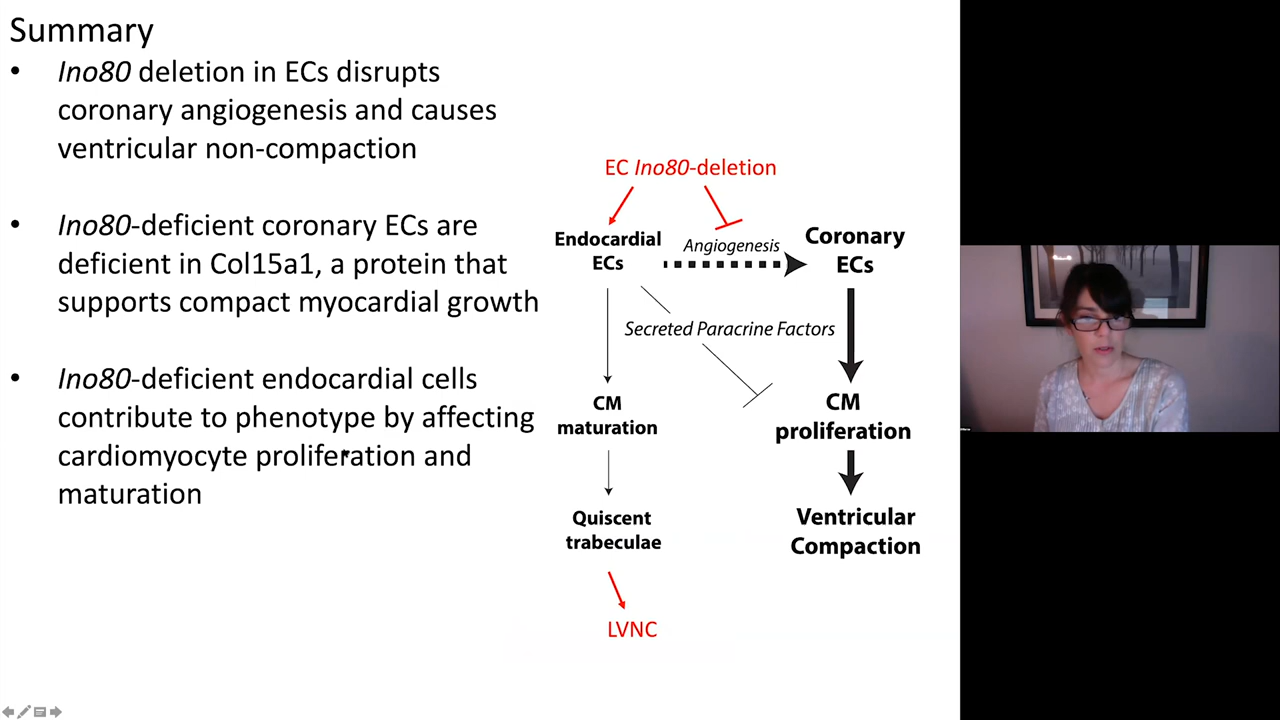 Summary
• Ino80 deletion in ECs disrupts
coronary angiogenesis and causes
ventricular non-compaction
• Ino80-deficient coronary ECs are
deficient in Col15a1, a protein that
supports compact myocardial growth
• Ino80-deficient endocardial cells
contribute to phenotype by affecting
cardiomyocyte proliferation and
maturation
EC Ino80-deletion
Endocardial
ECs
Angiogenesis
Coronary
ECs
Secreted Paracrine Factors
CM
maturation
CM
proliferation
Quiscent
trabeculae
Ventricular
Compaction
LVNC